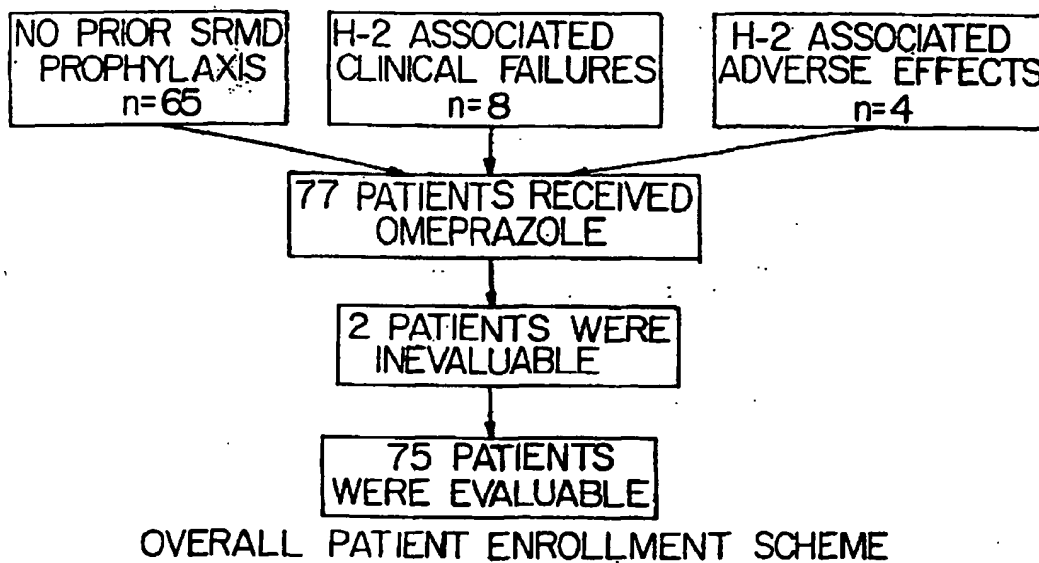 NO PRIOR SRMD
PROPHYLAXIS
n=65
H-2 ASSOCIATED
CLINICAL FAILURES
n=8
H-2 ASSOCIATED
ADVERSE EFFECTS
n=4
77 PATIENTS RECEIVED
OMEPRAZOLE
2 PATIENTS WERE
INEVALUABLE
75 PATIENTS
WERE EVALUABLE
OVERALL PATIENT ENROLLMENT SCHEME